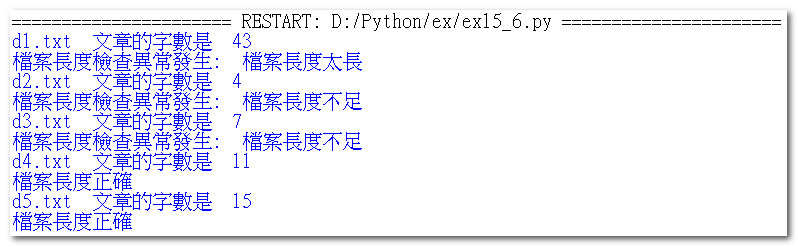 ===================== RESTART: D:/Python/ex/ex15_6.py =====================
d1.txt  文章的字數是  43
檔案長度檢查異常發生:  檔案長度太長
d2.txt  文章的字數是  4
檔案長度檢查異常發生:  檔案長度不足
d3.txt  文章的字數是  7
檔案長度檢查異常發生:  檔案長度不足
d4.txt  文章的字數是  11
檔案長度正確
d5.txt  文章的字數是  15
檔案長度正確